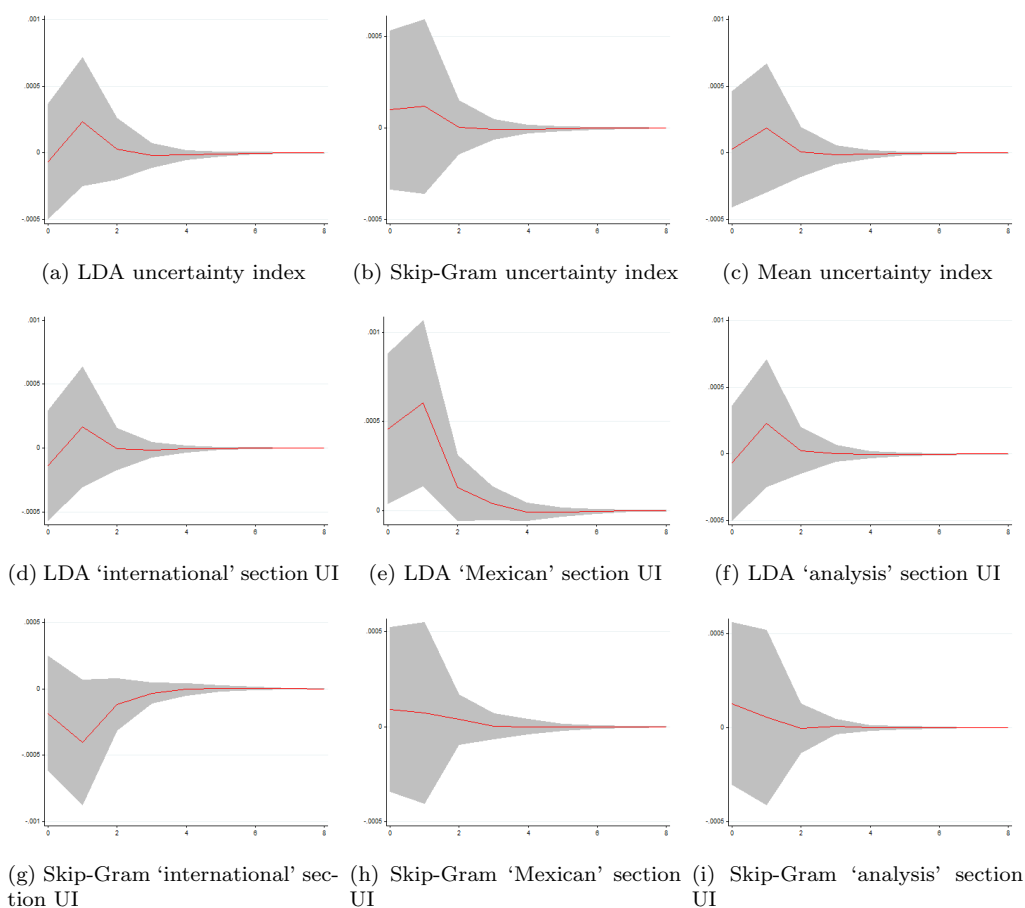 .001
.0005
0
-.0005
0 2 4 6 8
(a) LDA uncertainty index
.0005
0
-.0005
0 2 4 6 8
(b) Skip-Gram uncertainty index
.001
.0005
0
-.0005
0 2 4 6 8
(c) Mean uncertainty index
.001
.0005
0
-.0005
0 2 4 6 8
(d) LDA ‘international’ section UI
.001
.0005
0
0 2 4 6 8
(e) LDA ‘Mexican’ section UI
.001
.0005
0
-.0005
0 2 4 6 8
(f) LDA ‘analysis’ section UI
.0005
0
-.0005
-.001
0 2 4 6 8
(g) Skip-Gram ‘international’ sec-
tion UI
.0005
0
-.0005
0 2 4 6 8
(h) Skip-Gram ‘Mexican’ section
UI
.0005
0
-.0005
0 2 4 6 8
(i) Skip-Gram ‘analysis’ section
UI